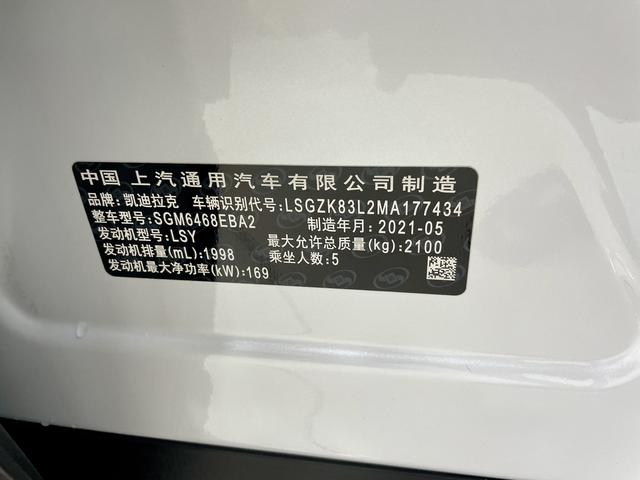 中国 上汽通用汽车有限公司制造
品牌: 凯迪拉克 车辆识别代号: LSGZK83L2MA177434
整车型号: SGM6468EBA2 制造年月: 2021-05
发动机型号: LSY 最大允许总质量(kg): 2100
发动机排量(mL): 1998 乘坐人数: 5
发动机最大净功率(kW): 169